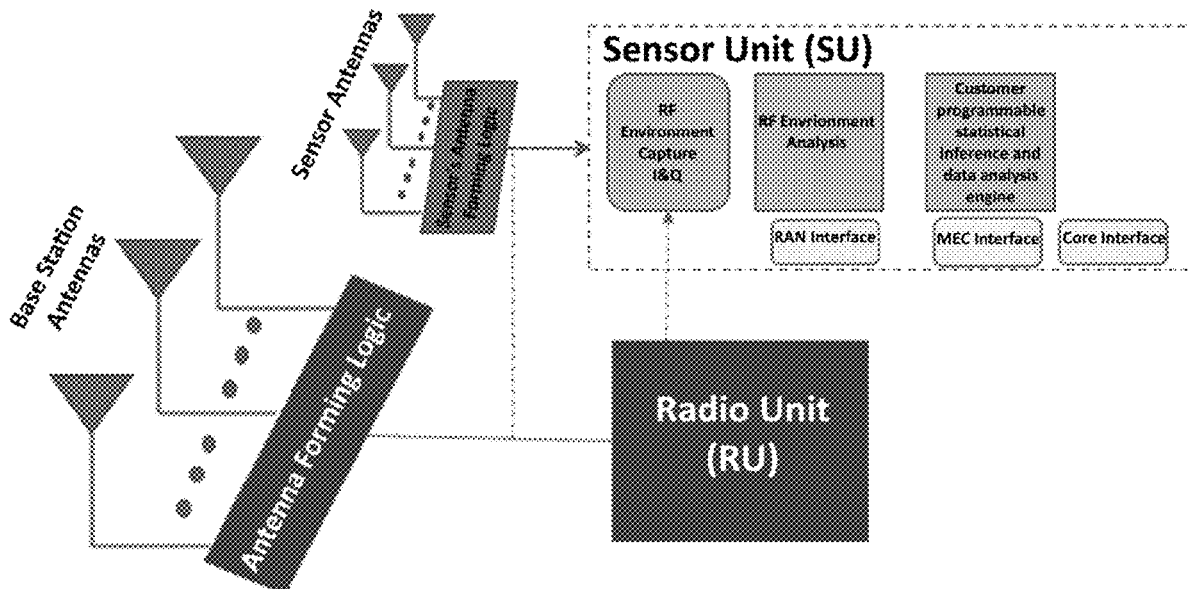 Sensor Antennas
Sensor's Antenna
Forming Logic
Base Station
Antennas
Antenna Forming Logic
Sensor Unit (SU)
RF
Environment
Capture
I&Q
RF Envrionment
Analysis
Customer
programmable
statistical
inference and
data analysis
engine
RAN Interface
MEC Interface
Core Interface
Radio Unit
(RU)